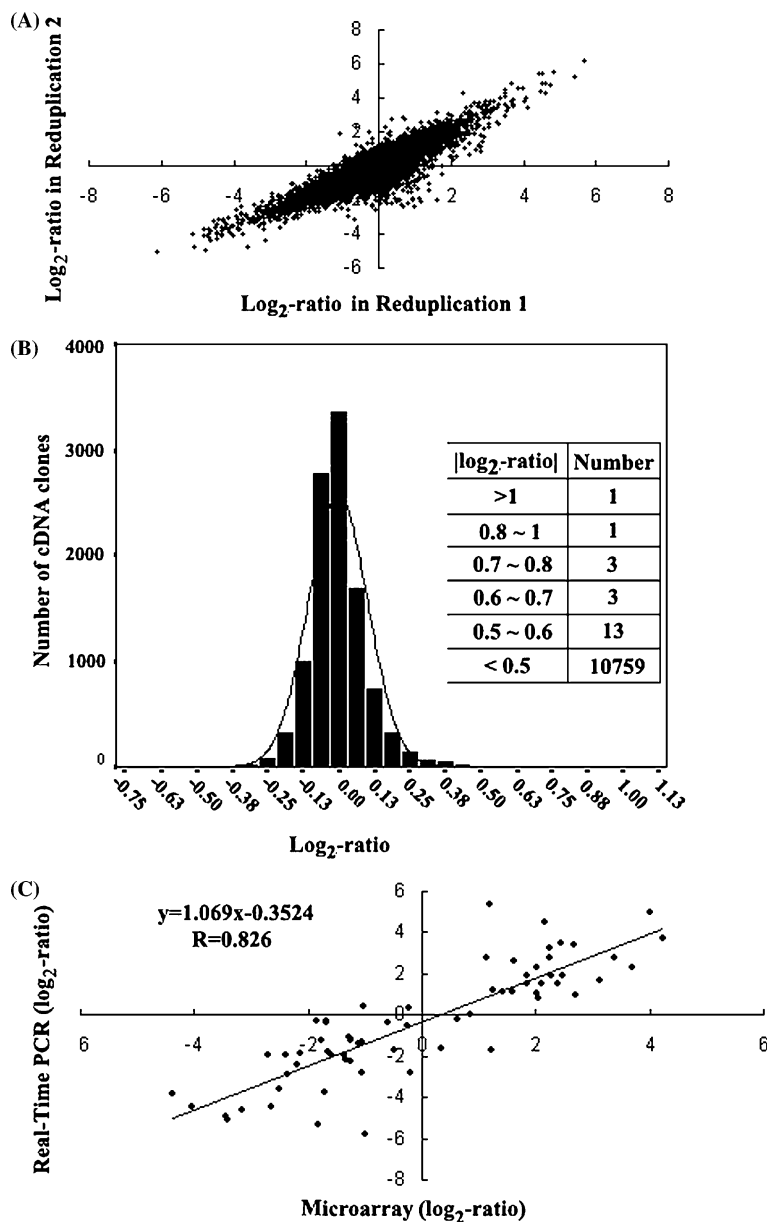 (A)
Log2-ratio in Reduplication 2
8
6
4
2
-8 -6 -4 -2 2 4 6 8
-2
-4
-6
Log2-ratio in Reduplication 1
(B)
Number of cDNA clones
4000
3000
2000
1000
0
|log2-ratio| Number
>1 1
0.8 ~ 1 1
0.7 ~ 0.8 3
0.6 ~ 0.7 3
0.5 ~ 0.6 13
< 0.5 10759
-0.75 -0.63 -0.50 -0.38 -0.25 -0.13 0.00 0.13 0.25 0.38 0.50 0.63 0.75 0.88 1.00 1.13
Log2-ratio
(C)
Real-Time PCR (log2-ratio)
y=1.069x-0.3524
R=0.826
6
4
2
0
6 -4 -2 0 2 4 6
-2
-4
-6
-8
Microarray (log2-ratio)